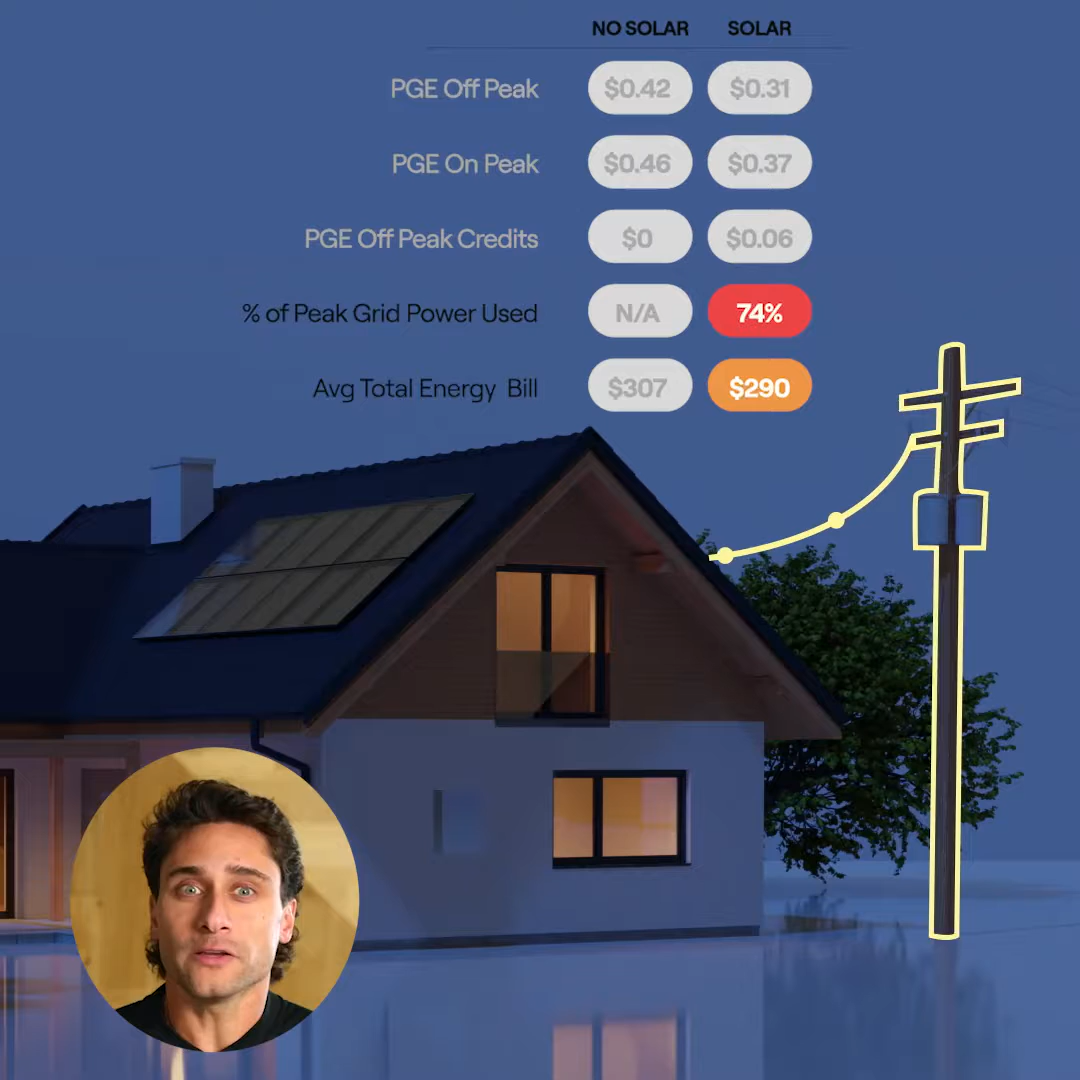 NO SOLAR SOLAR
PGE Off Peak $0.42 $0.31
PGE On Peak $0.46 $0.37
PGE Off Peak Credits $0 $0.06
% of Peak Grid Power Used N/A 74%
Avg Total Energy Bill $307 $290